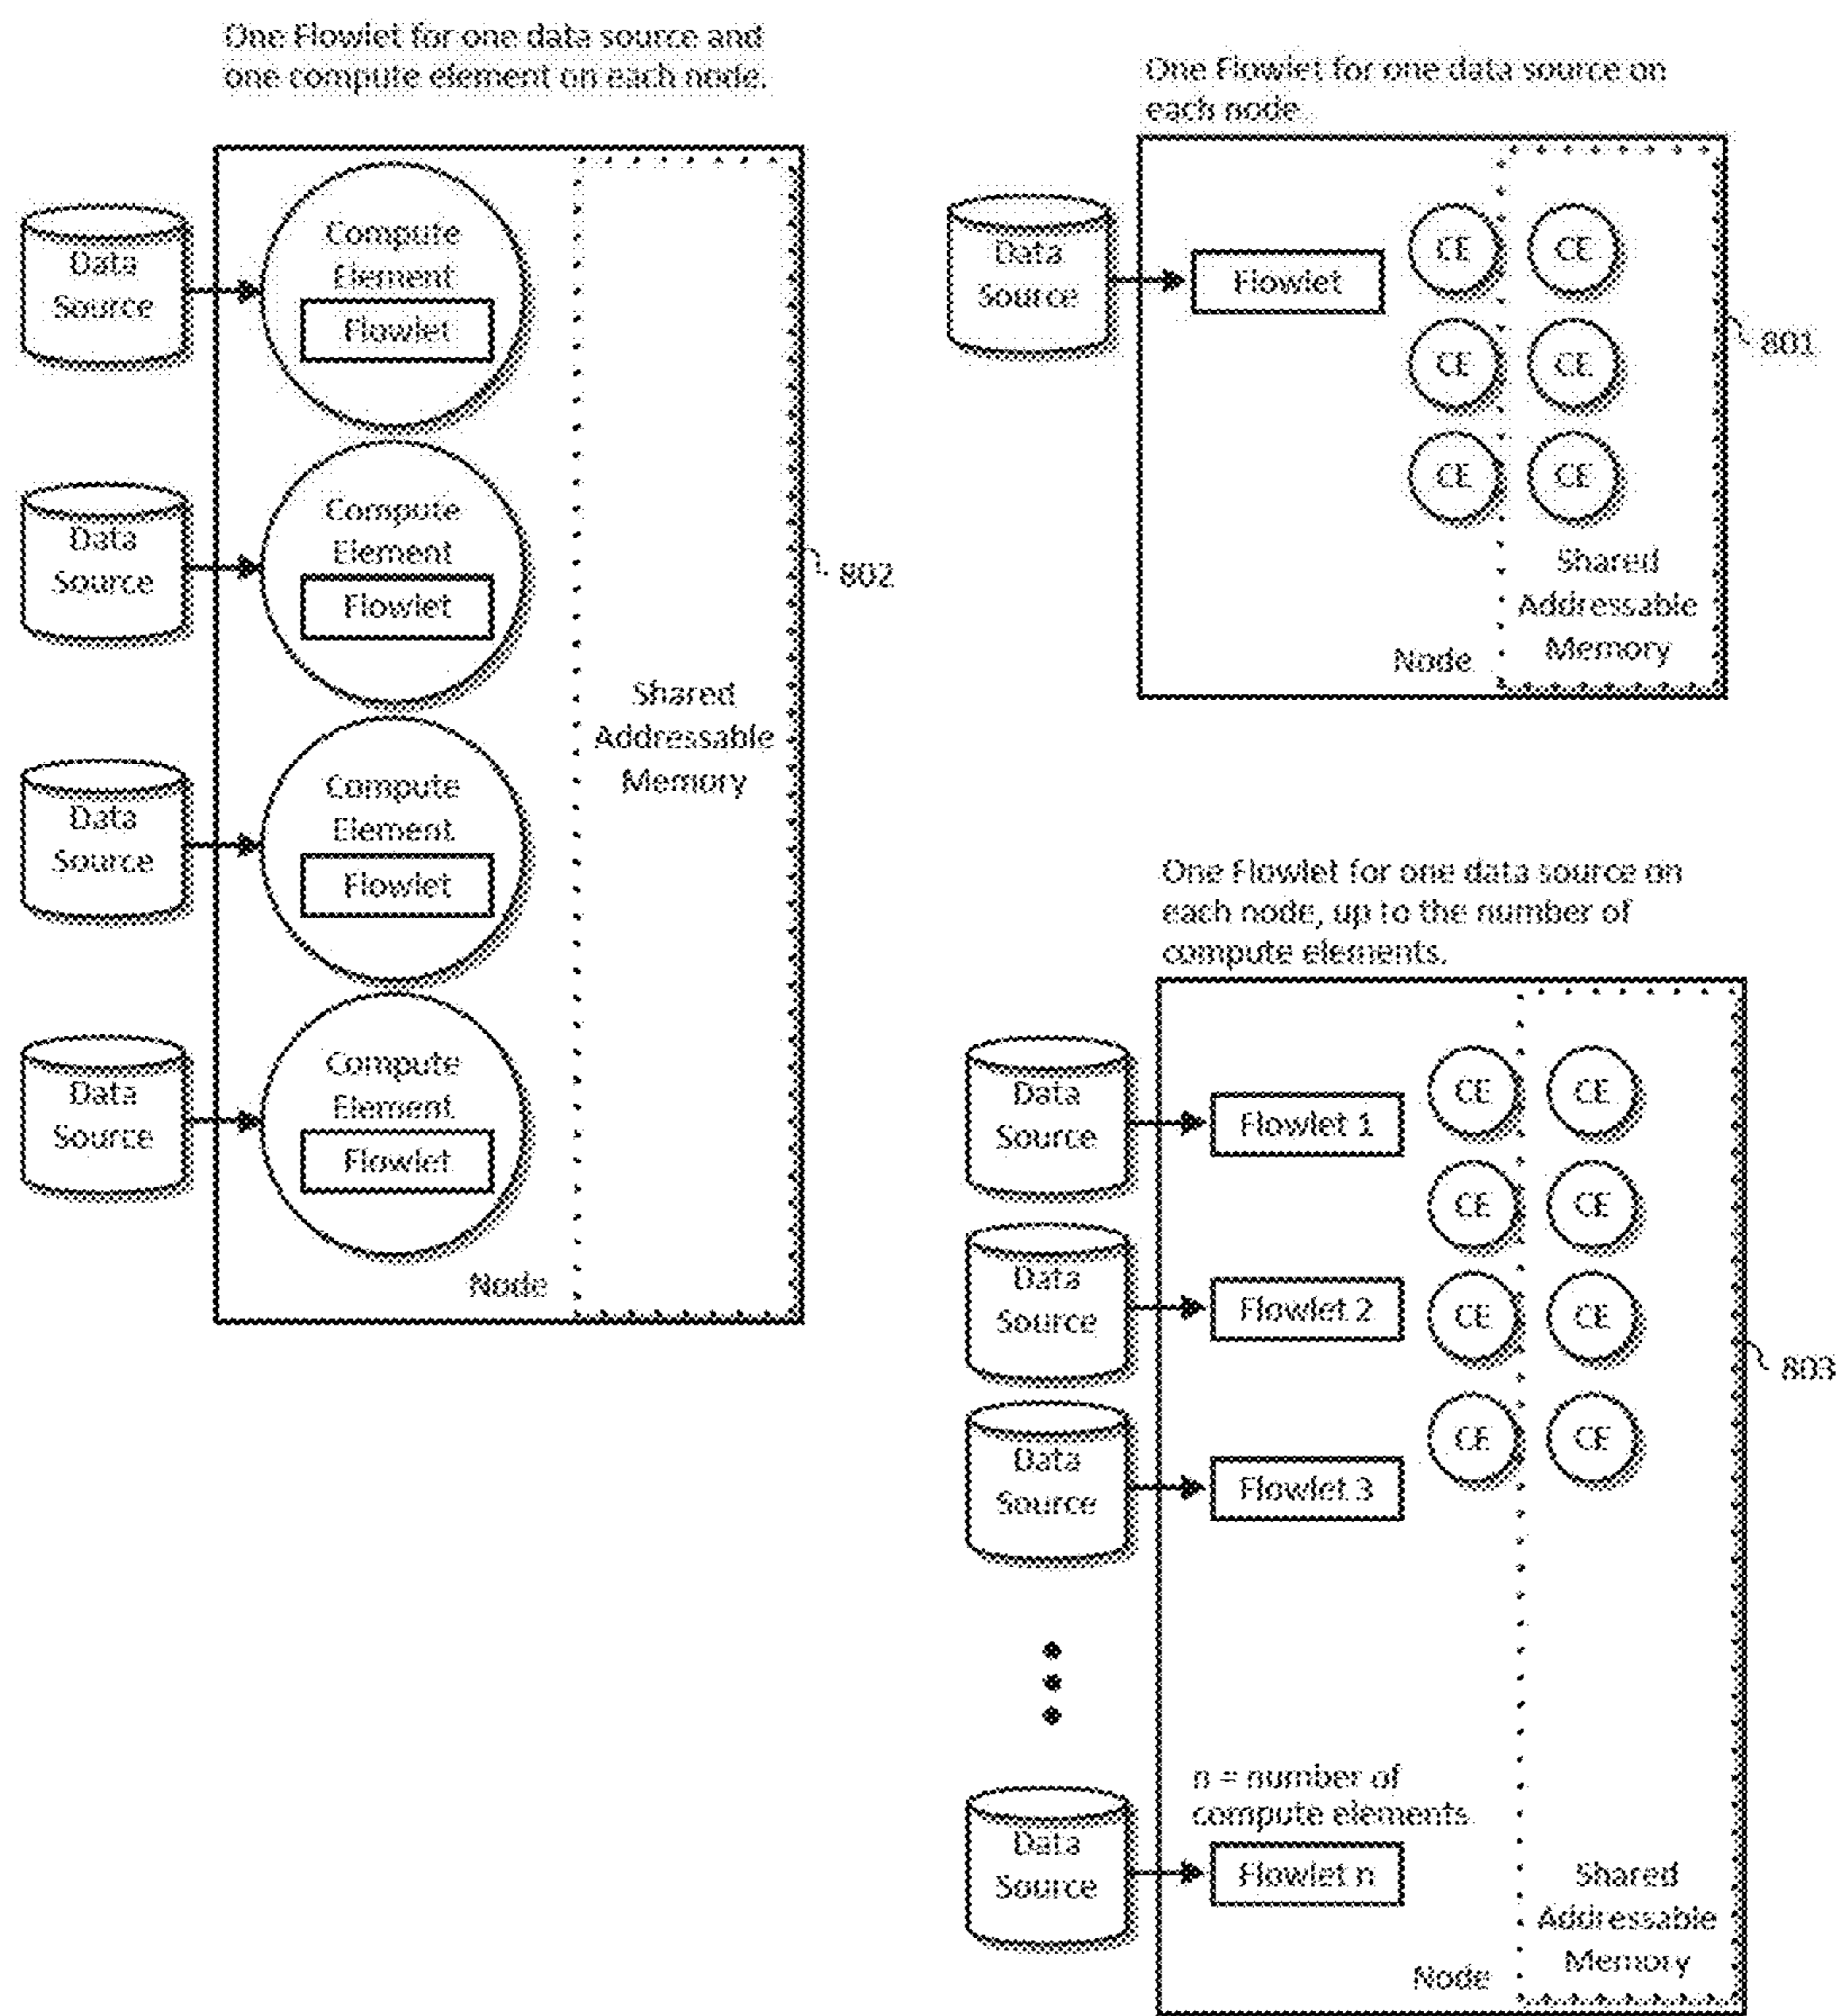 One Flowlet for one data source and
one compute element on each node.
Data
Source
Compute
Element
Flowlet
Data
Source
Compute
Element
Flowlet
Data
Source
Compute
Element
Flowlet
Data
Source
Compute
Element
Flowlet
Shared
Addressable
Memory
Node
802
One Flowlet for one data source on
each node.
Data
Source
Flowlet
CE
CE
CE
CE
CE
CE
Shared
Addressable
Memory
Node
801
One Flowlet for one data source on
each node, up to the number of
compute elements.
Data
Source
Flowlet 1
CE
CE
CE
CE
Data
Source
Flowlet 2
CE
CE
Data
Source
Flowlet 3
CE
CE
803
n = number of
compute elements
Data
Source
Flowlet n
Shared
Addressable
Memory
Node